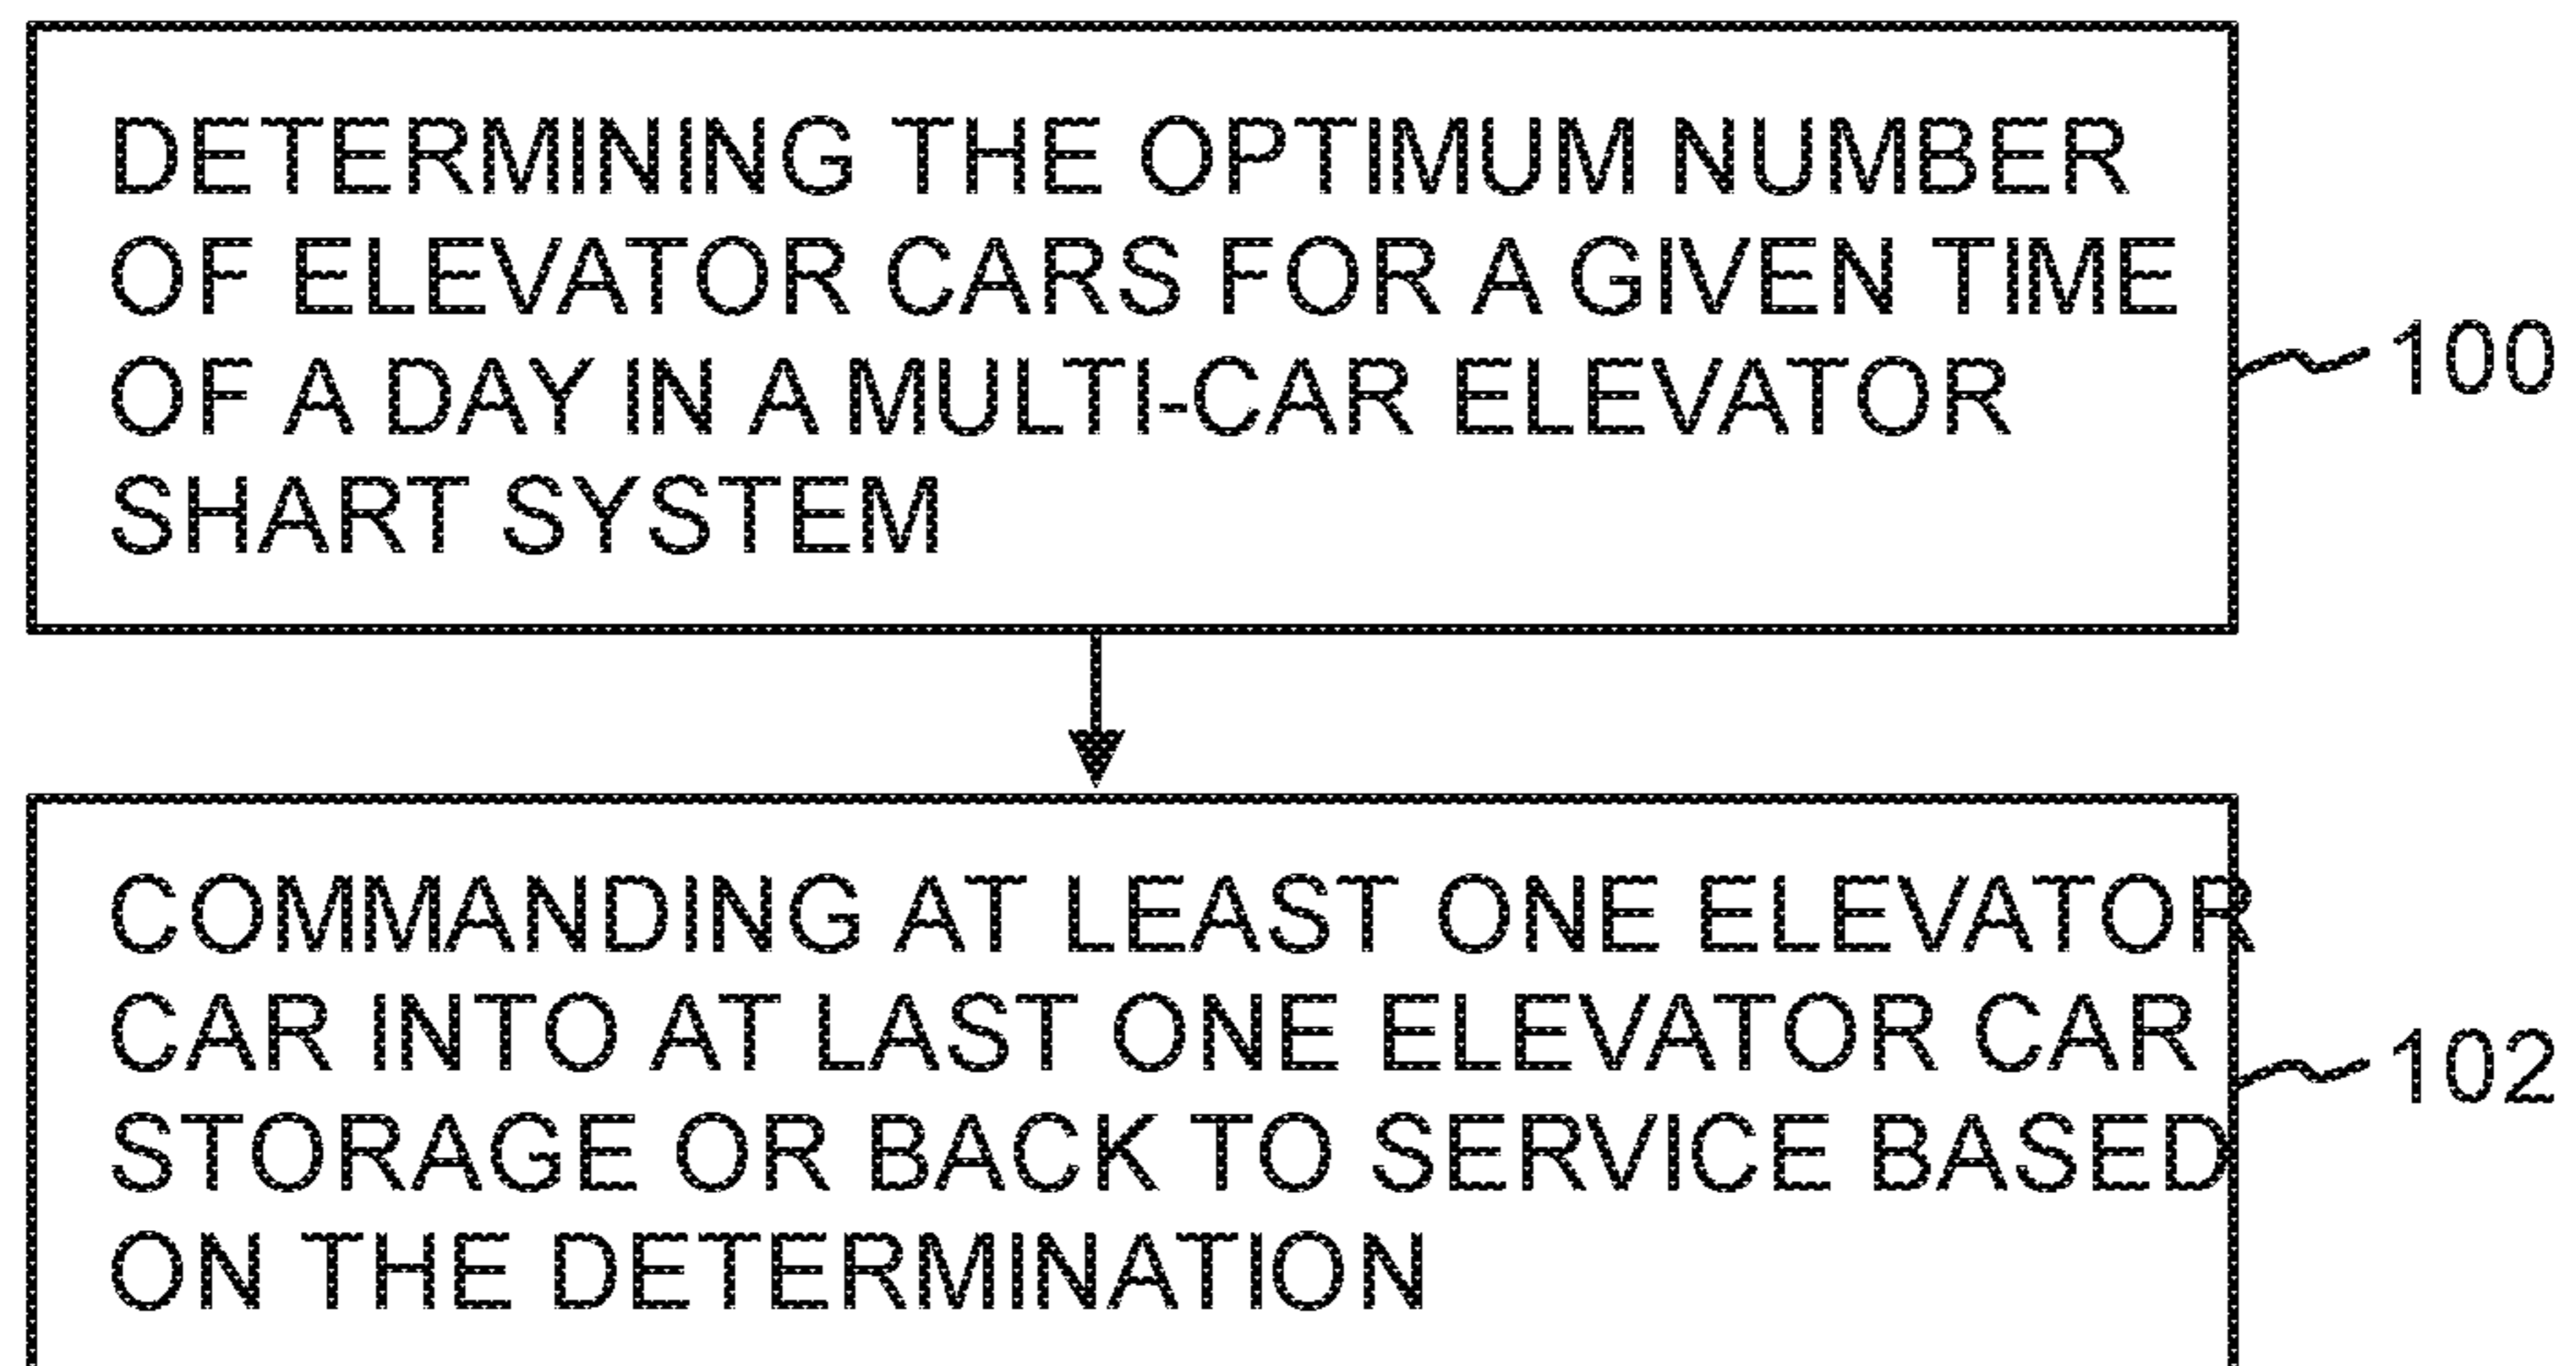 DETERMINING THE OPTIMUM NUMBER
OF ELEVATOR CARS FOR A GIVEN TIME
OF A DAY IN A MULTI-CAR ELEVATOR
SHART SYSTEM
100
COMMANDING AT LEAST ONE ELEVATOR
CAR INTO AT LAST ONE ELEVATOR CAR
STORAGE OR BACK TO SERVICE BASED
ON THE DETERMINATION
102